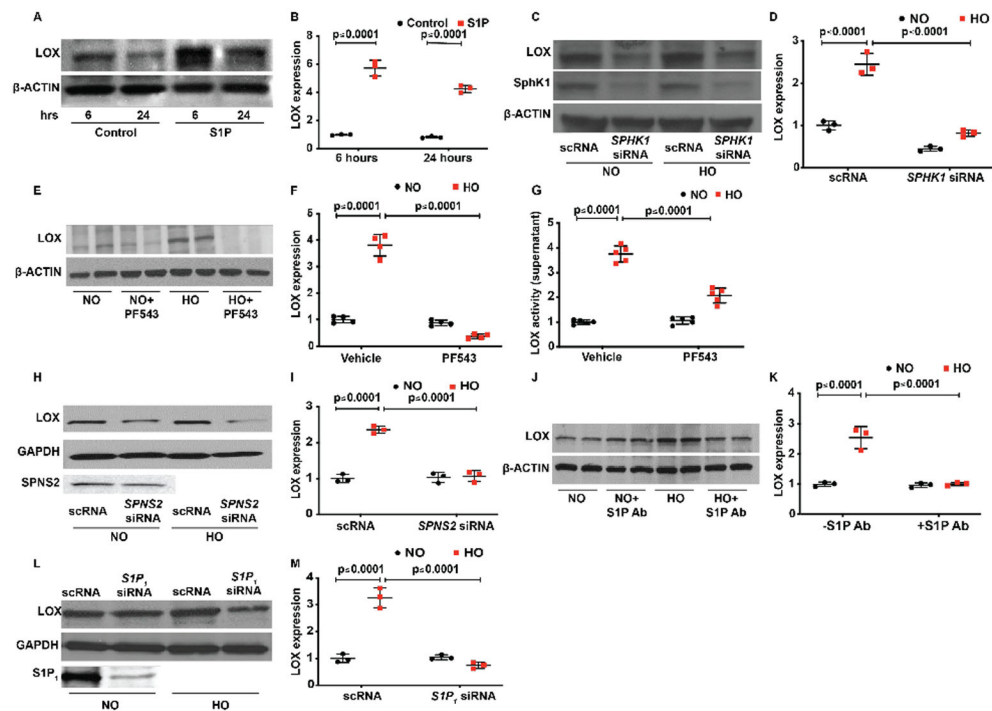 A
LOX
β-ACTIN
hrs 6 24 6 24
Control S1P
B
Control S1P
p≤0.0001 p≤0.0001
LOX expression
8
6
4
2
0
6 hours 24 hours
C
LOX
SphK1
β-ACTIN
scRNA SPHK1 siRNA scRNA SPHK1 siRNA
NO HO
D
NO HO
p<0.0001 p<0.0001
LOX expression
3
2
1
0
scRNA SPHK1 siRNA
E
LOX
β-ACTIN
NO NO+ PF543 HO HO+ PF543
F
NO HO
p≤0.0001 p≤0.0001
LOX expression
5
4
3
2
1
0
Vehicle PF543
G
NO HO
p≤0.0001 p≤0.0001
LOX activity (supernatant)
5
4
3
2
1
0
Vehicle PF543
H
LOX
GAPDH
SPNS2
scRNA SPNS2 siRNA scRNA SPNS2 siRNA
NO HO
I
NO HO
p≤0.0001 p≤0.0001
LOX expression
3
2
1
0
scRNA SPNS2 siRNA
J
LOX
β-ACTIN
NO NO+ S1P Ab HO HO+ S1P Ab
K
NO HO
p≤0.0001 p≤0.0001
LOX expression
4
3
2
1
0
-S1P Ab +S1P Ab
L
scRNA S1P₁ siRNA scRNA S1P₁ siRNA
LOX
GAPDH
S1P₁
NO HO
M
NO HO
p≤0.0001 p≤0.0001
LOX expression
4
3
2
1
0
scRNA S1P₁ siRNA